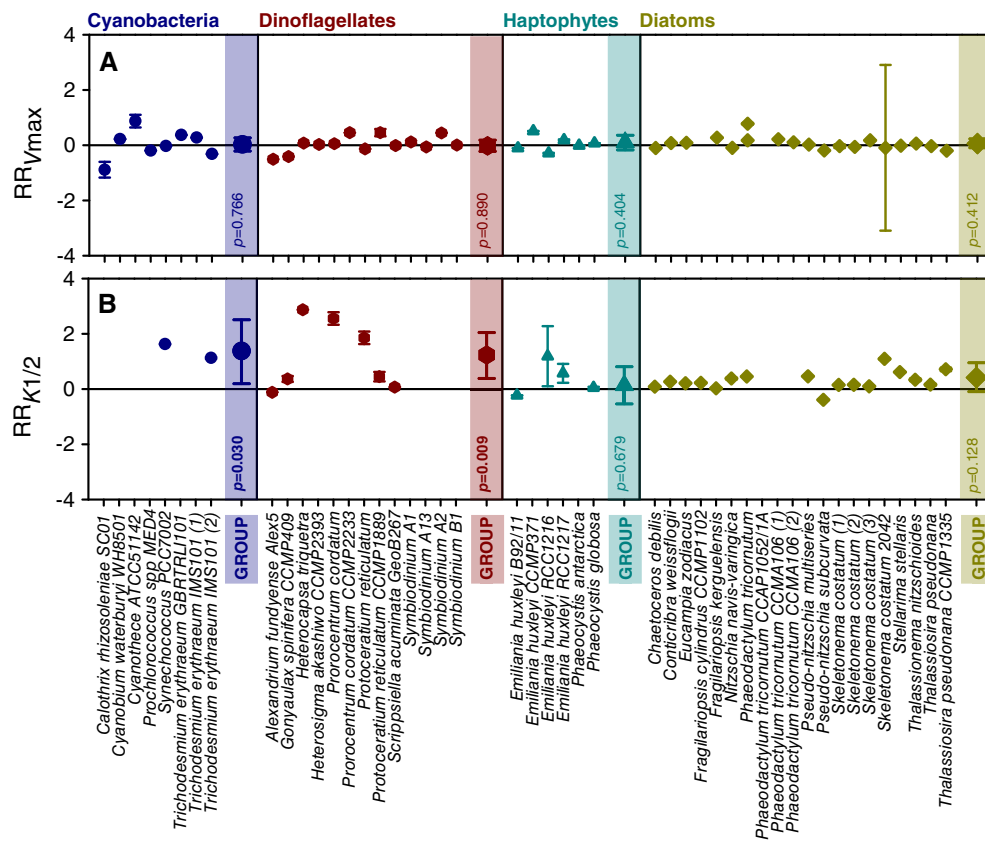 Cyanobacteria Dinoflagellates Haptophytes Diatoms
A
RRVmax
4
2
0
-2
-4
p=0.766
p=0.890
p=0.404
p=0.412
B
RRK1/2
4
2
0
-2
-4
p=0.030
p=0.009
p=0.679
p=0.128
Calothrix rhizosoleniae SC01
Cyanobium waterburyi WH8501
Cyanothece ATCC51142
Prochlorococcus spp MED4
Synechococcus PCC7002
Trichodesmium erythraeum GBRTRLI101
Trichodesmium erythraeum IMS101 (1)
Trichodesmium erythraeum IMS101 (2)
GROUP
Alexandrium fundyense Alex5
Gonyaulax spinifera CCMP409
Heterocapsa triquetra
Heterosigma akashiwo CCMP2393
Prorocentrum cordatum
Prorocentrum cordatum CCMP2233
Protoceratium reticulatum
Protoceratium reticulatum CCMP1889
Scrippsiella acuminata GeoB267
Symbiodinium A1
Symbiodinium A13
Symbiodinium A2
Symbiodinium B1
GROUP
Emiliania huxleyi B92/11
Emiliania huxleyi CCMP371
Emiliania huxleyi RCC1216
Emiliania huxleyi RCC1217
Phaeocystis antarctica
Phaeocystis globosa
GROUP
Chaetoceros debilis
Conticribra weissflogii
Eucampia zodiacus
Fragilariopsis cylindrus CCMP1102
Fragilariopsis kerguelensis
Nitzschia navis-varingica
Phaeodactylum tricornutum
Phaeodactylum tricornutum CCAP1052/1A
Phaeodactylum tricornutum CCMA106 (1)
Phaeodactylum tricornutum CCMA106 (2)
Pseudo-nitzschia multiseries
Pseudo-nitzschia subcurvata
Skeletonema costatum (1)
Skeletonema costatum (2)
Skeletonema costatum (3)
Skeletonema costatum 2042
Stellarima stellaris
Thalassionema nitzschioides
Thalassiosira pseudonana
Thalassiosira pseudonana CCMP1335
GROUP